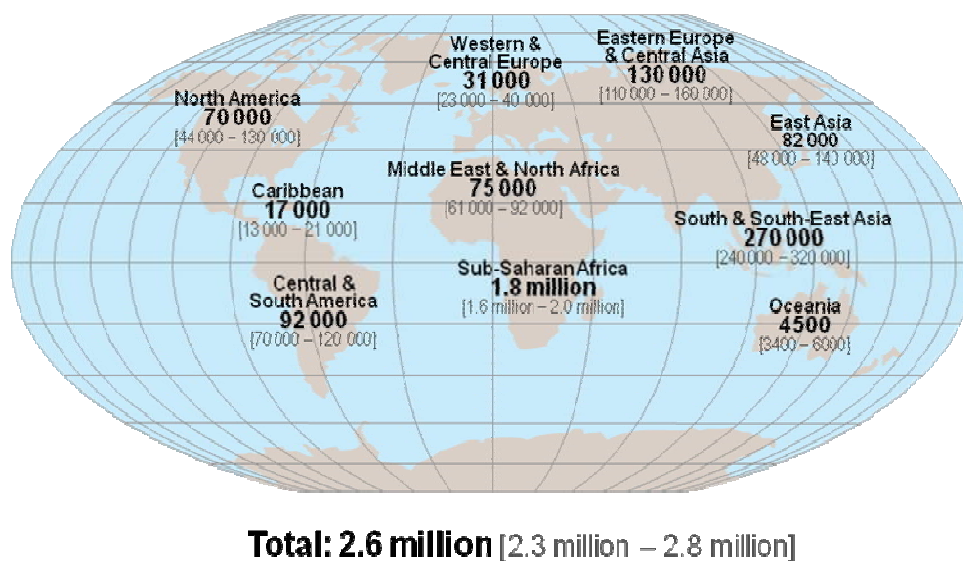 Western &
Central Europe
31 000
[23 000 – 40 000]
Eastern Europe
& Central Asia
130 000
[110 000 – 160 000]
North America
70 000
[44 000 – 130 000]
East Asia
82 000
[48 000 – 140 000]
Middle East & North Africa
75 000
[61 000 – 92 000]
Caribbean
17 000
[13 000 – 21 000]
South & South-East Asia
270 000
[240 000 – 320 000]
Sub-Saharan Africa
1.8 million
[1.6 million – 2.0 million]
Central &
South America
92 000
[70 000 – 120 000]
Oceania
4500
[3400 – 6000]
Total: 2.6 million [2.3 million – 2.8 million]